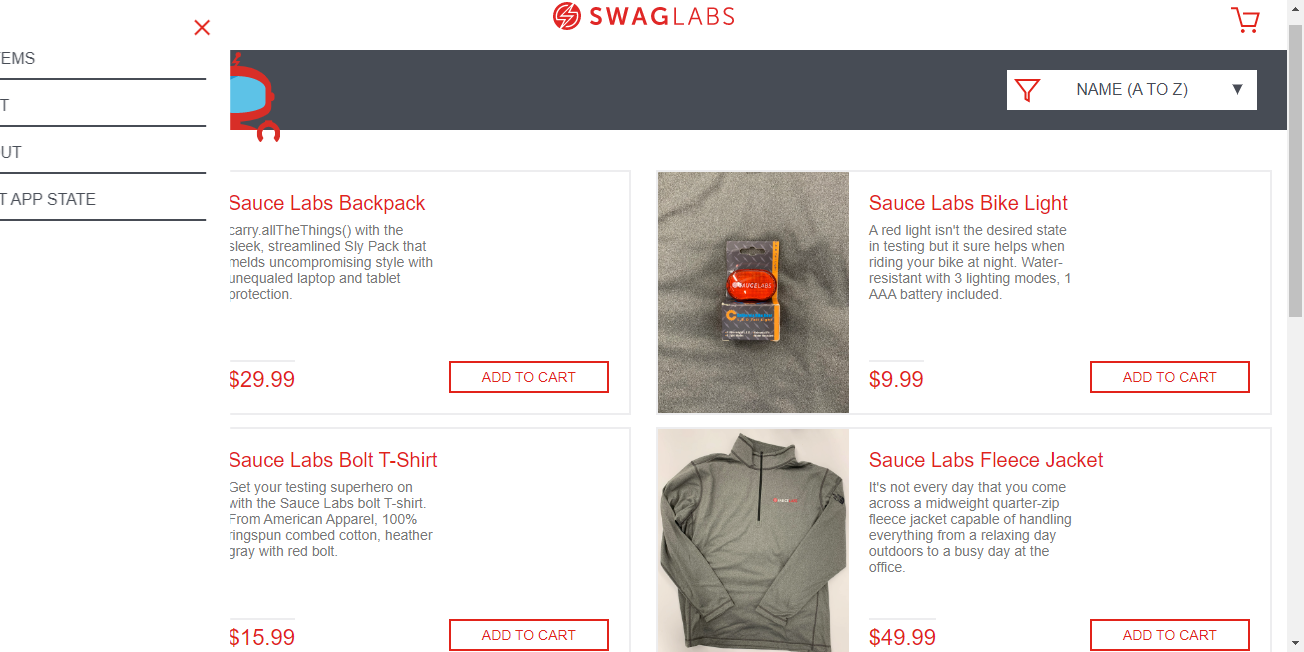 SWAGLABS
EMS
T
UT
T APP STATE
NAME (A TO Z) ▼
Sauce Labs Backpack
carry.allTheThings() with the
sleek, streamlined Sly Pack that
melds uncompromising style with
unequaled laptop and tablet
protection.
$29.99
ADD TO CART
SAUCELABS
Sauce Labs Bike Light
A red light isn't the desired state
in testing but it sure helps when
riding your bike at night. Water-
resistant with 3 lighting modes, 1
AAA battery included.
$9.99
ADD TO CART
Sauce Labs Bolt T-Shirt
Get your testing superhero on
with the Sauce Labs bolt T-shirt.
From American Apparel, 100%
ringspun combed cotton, heather
gray with red bolt.
$15.99
ADD TO CART
Sauce Labs Fleece Jacket
It's not every day that you come
across a midweight quarter-zip
fleece jacket capable of handling
everything from a relaxing day
outdoors to a busy day at the
office.
$49.99
ADD TO CART